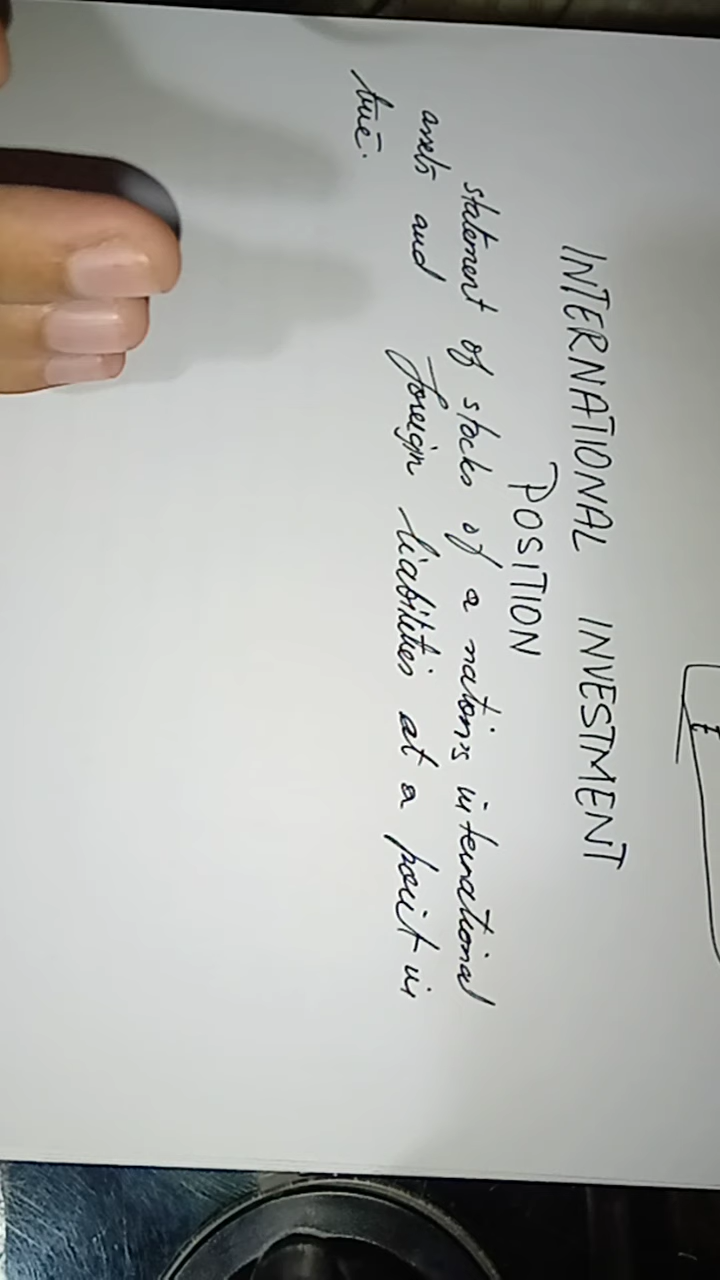 INTERNATIONAL INVESTMENT
POSITION
statement of stocks of a nation's international
assets and foreign liabilities at a point in
time.